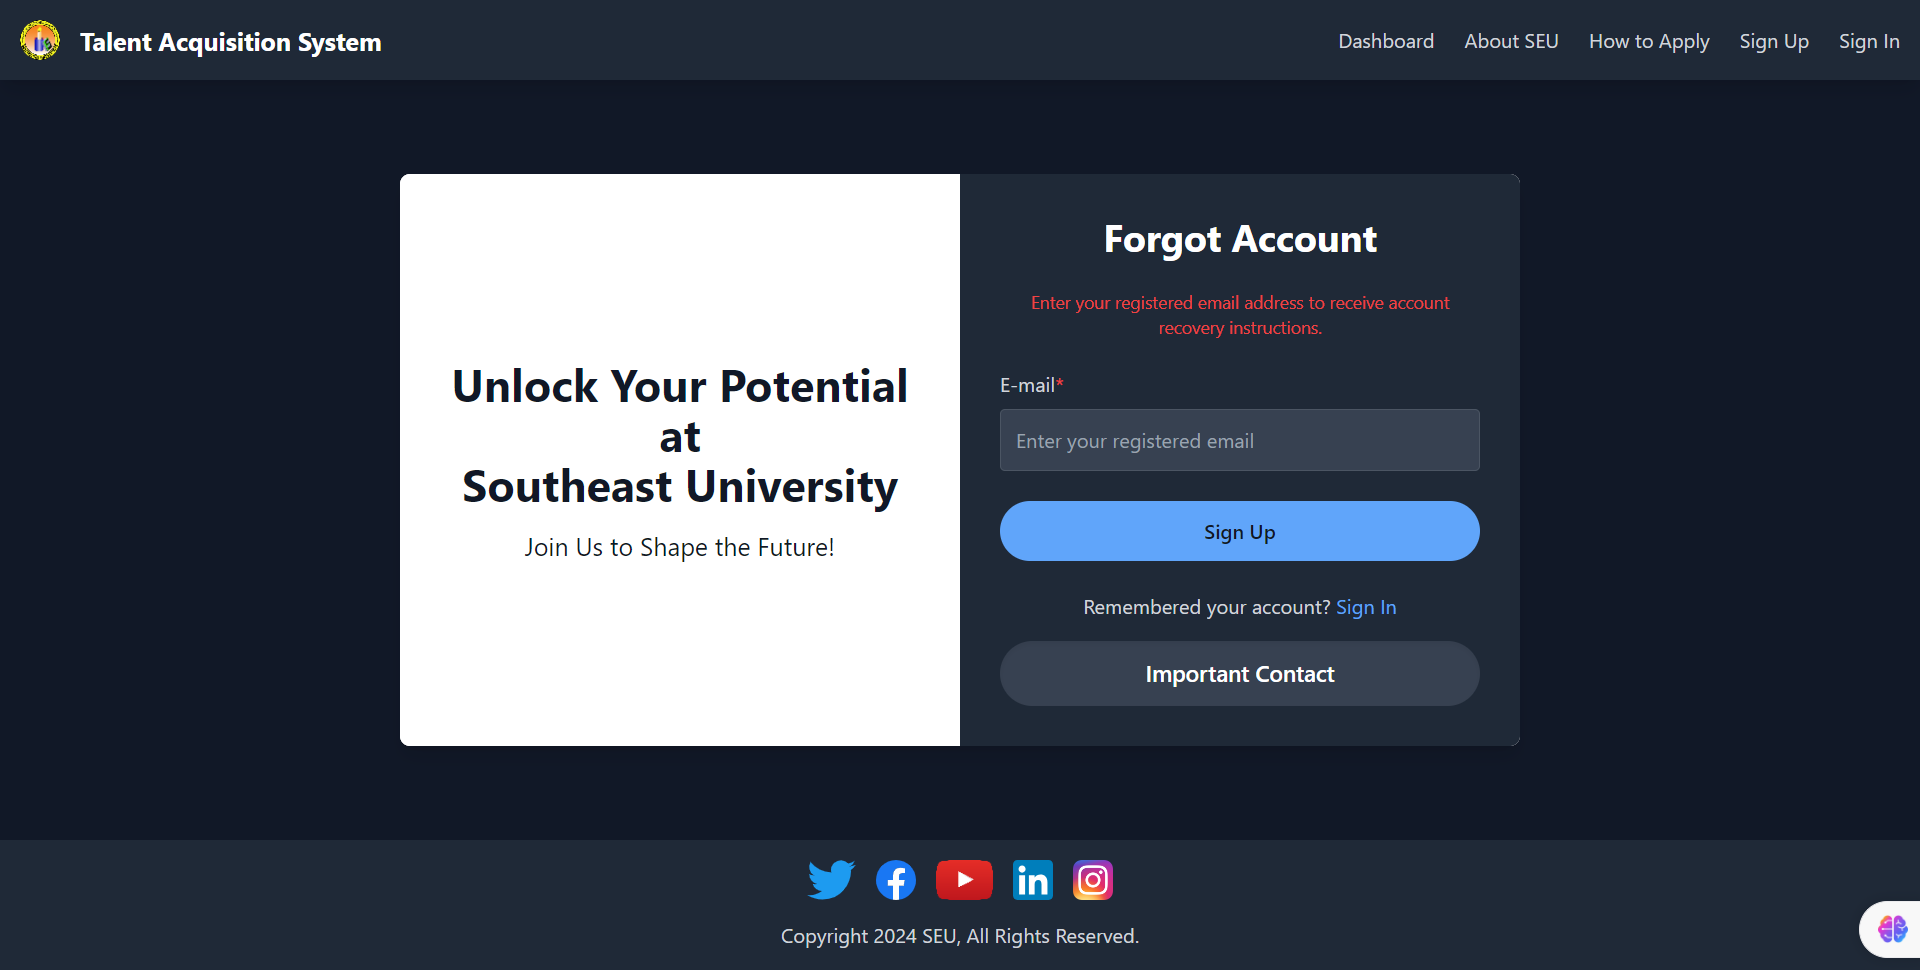 Talent Acquisition System
Dashboard
About SEU
How to Apply
Sign Up
Sign In
Unlock Your Potential
at
Southeast University
Join Us to Shape the Future!
Forgot Account
Enter your registered email address to receive account
recovery instructions.
E-mail*
Enter your registered email
Sign Up
Remembered your account? Sign In
Important Contact
Copyright 2024 SEU, All Rights Reserved.